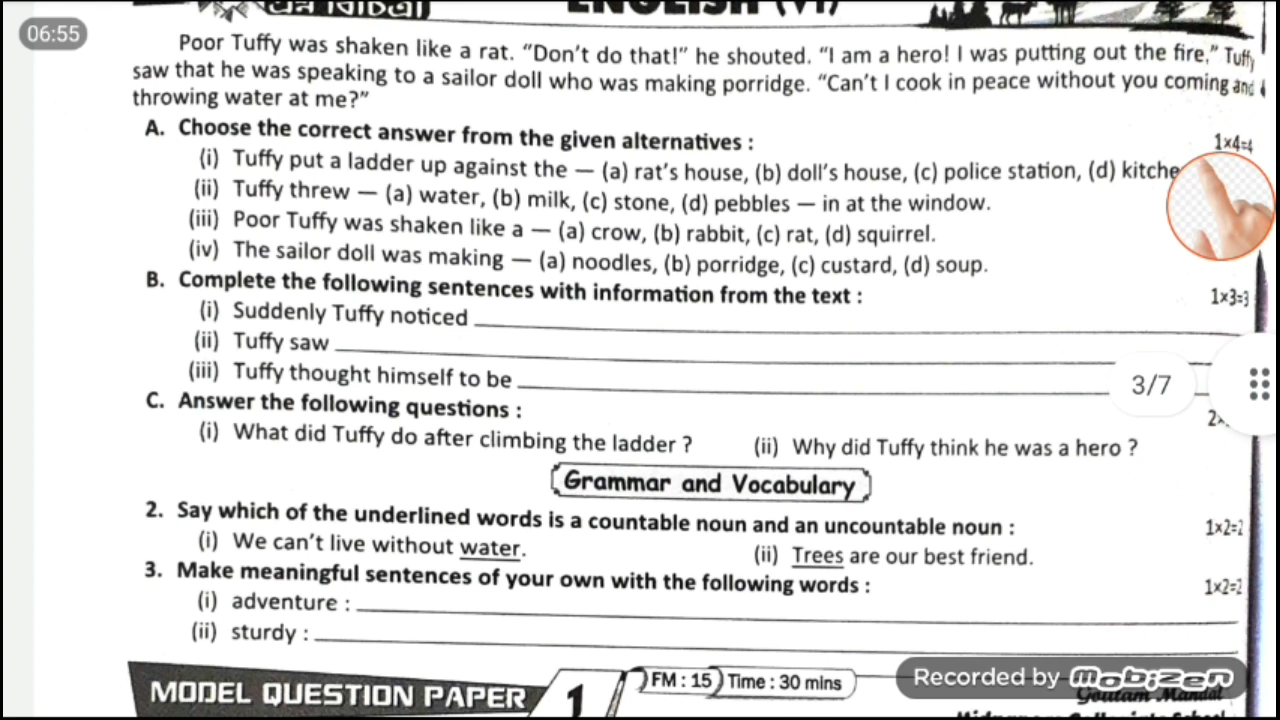 06:55
প্রশ্ন বিচিত্রা ENGLISH (VI)
Poor Tuffy was shaken like a rat. “Don’t do that!” he shouted. “I am a hero! I was putting out the fire,” Tuffy
saw that he was speaking to a sailor doll who was making porridge. “Can’t I cook in peace without you coming and
throwing water at me?”
A. Choose the correct answer from the given alternatives : 1×4=4
(i) Tuffy put a ladder up against the — (a) rat’s house, (b) doll’s house, (c) police station, (d) kitche
(ii) Tuffy threw — (a) water, (b) milk, (c) stone, (d) pebbles — in at the window.
(iii) Poor Tuffy was shaken like a — (a) crow, (b) rabbit, (c) rat, (d) squirrel.
(iv) The sailor doll was making — (a) noodles, (b) porridge, (c) custard, (d) soup.
B. Complete the following sentences with information from the text : 1×3=3
(i) Suddenly Tuffy noticed
(ii) Tuffy saw
(iii) Tuffy thought himself to be
3/7
C. Answer the following questions : 2×
(i) What did Tuffy do after climbing the ladder ? (ii) Why did Tuffy think he was a hero ?
Grammar and Vocabulary
2. Say which of the underlined words is a countable noun and an uncountable noun : 1×2=2
(i) We can’t live without water. (ii) Trees are our best friend.
3. Make meaningful sentences of your own with the following words : 1×2=2
(i) adventure :
(ii) sturdy :
MODEL QUESTION PAPER 1 FM : 15 Time : 30 mins
Recorded by Mobizen
Goutam Mandal